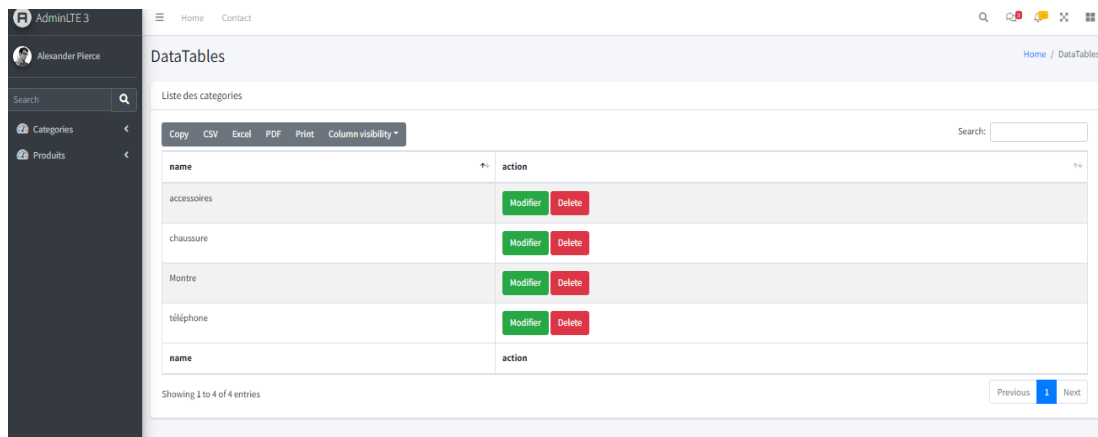 AdminLTE 3
Home Contact
3
Alexander Pierce
DataTables
Home / DataTables
Search
Liste des categories
Categories
Produits
Copy CSV Excel PDF Print Column visibility
Search:
name action
accessoires Modifier Delete
chaussure Modifier Delete
Montre Modifier Delete
téléphone Modifier Delete
name action
Showing 1 to 4 of 4 entries
Previous 1 Next